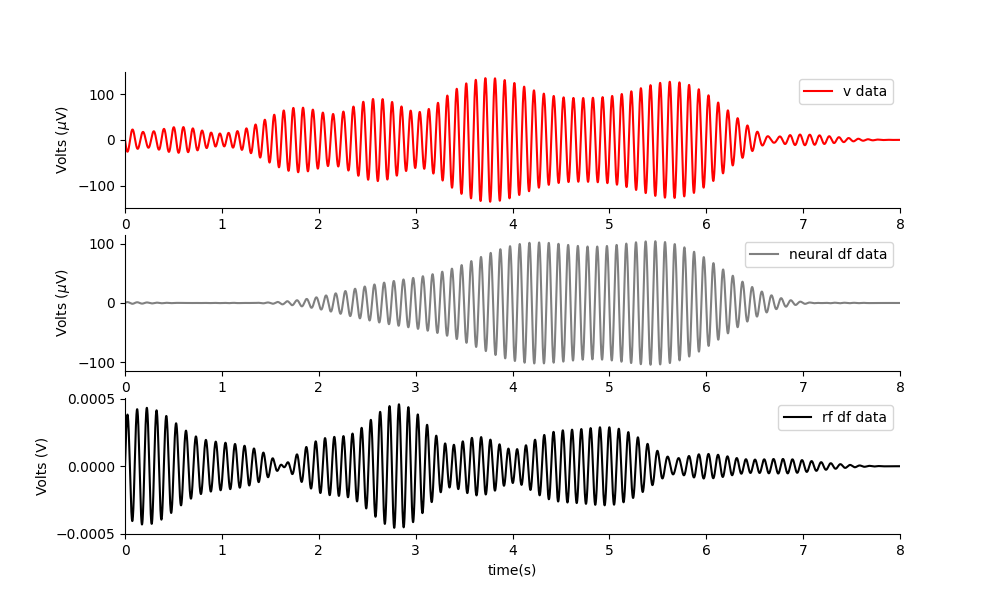 100
0
−100
Volts (μV)
v data
0 1 2 3 4 5 6 7 8
100
0
−100
Volts (μV)
neural df data
0 1 2 3 4 5 6 7 8
0.0005
0.0000
−0.0005
Volts (V)
rf df data
0 1 2 3 4 5 6 7 8
time(s)